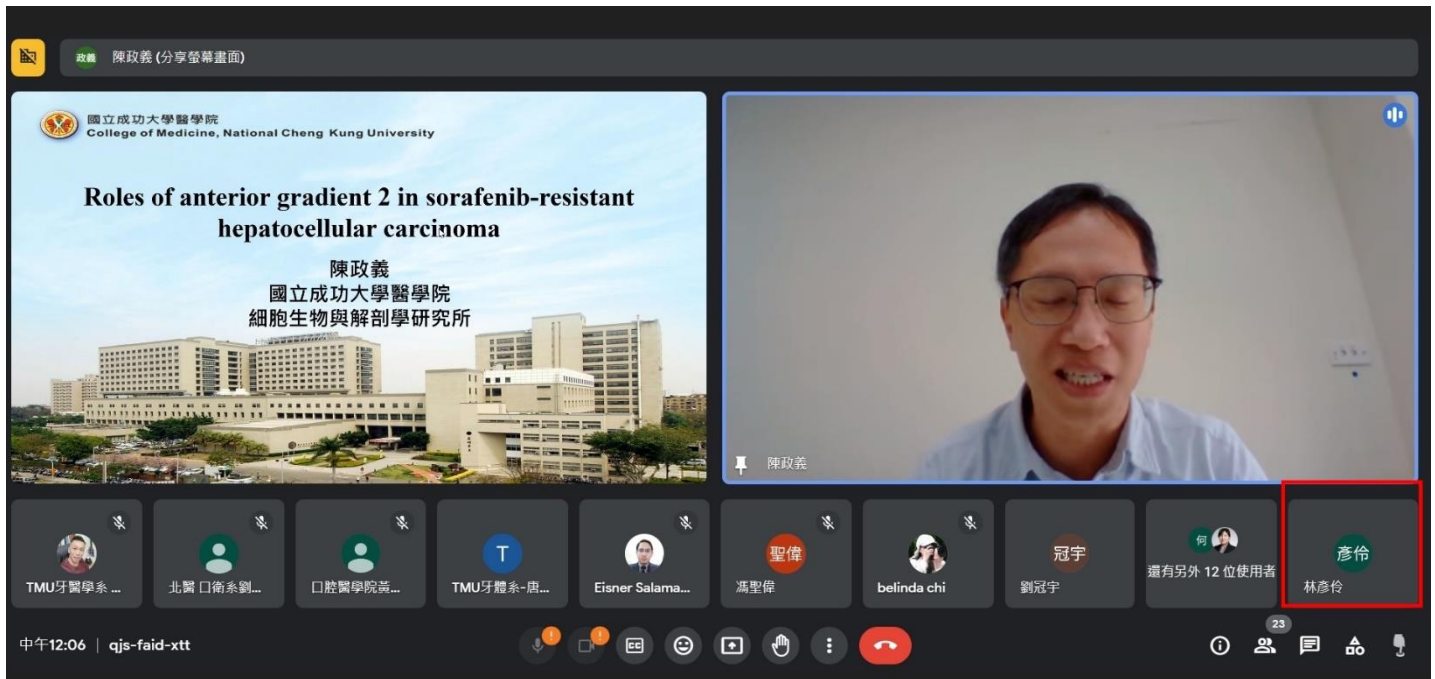 政義 陳政義 (分享螢幕畫面)
國立成功大學醫學院
College of Medicine, National Cheng Kung University
Roles of anterior gradient 2 in sorafenib-resistant
hepatocellular carcinoma
陳政義
國立成功大學醫學院
細胞生物與解剖學研究所
陳政義
TMU牙醫學系 ...
北醫 口衛系劉...
口腔醫學院黃...
T
TMU牙體系-唐...
Eisner Salama...
聖偉
馮聖偉
belinda chi
冠宇
劉冠宇
何
還有另外 12 位使用者
彥伶
林彥伶
中午12:06 | qjs-faid-xtt
CC
23